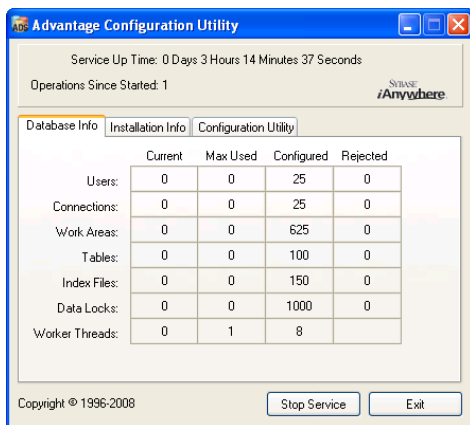 ADS Advantage Configuration Utility
Service Up Time: 0 Days 3 Hours 14 Minutes 37 Seconds
Operations Since Started: 1
SYBASE
iAnywhere
Database Info Installation Info Configuration Utility
Current Max Used Configured Rejected
Users: 0 0 25 0
Connections: 0 0 25 0
Work Areas: 0 0 625 0
Tables: 0 0 100 0
Index Files: 0 0 150 0
Data Locks: 0 0 1000 0
Worker Threads: 0 1 8
Copyright © 1996-2008 Stop Service Exit